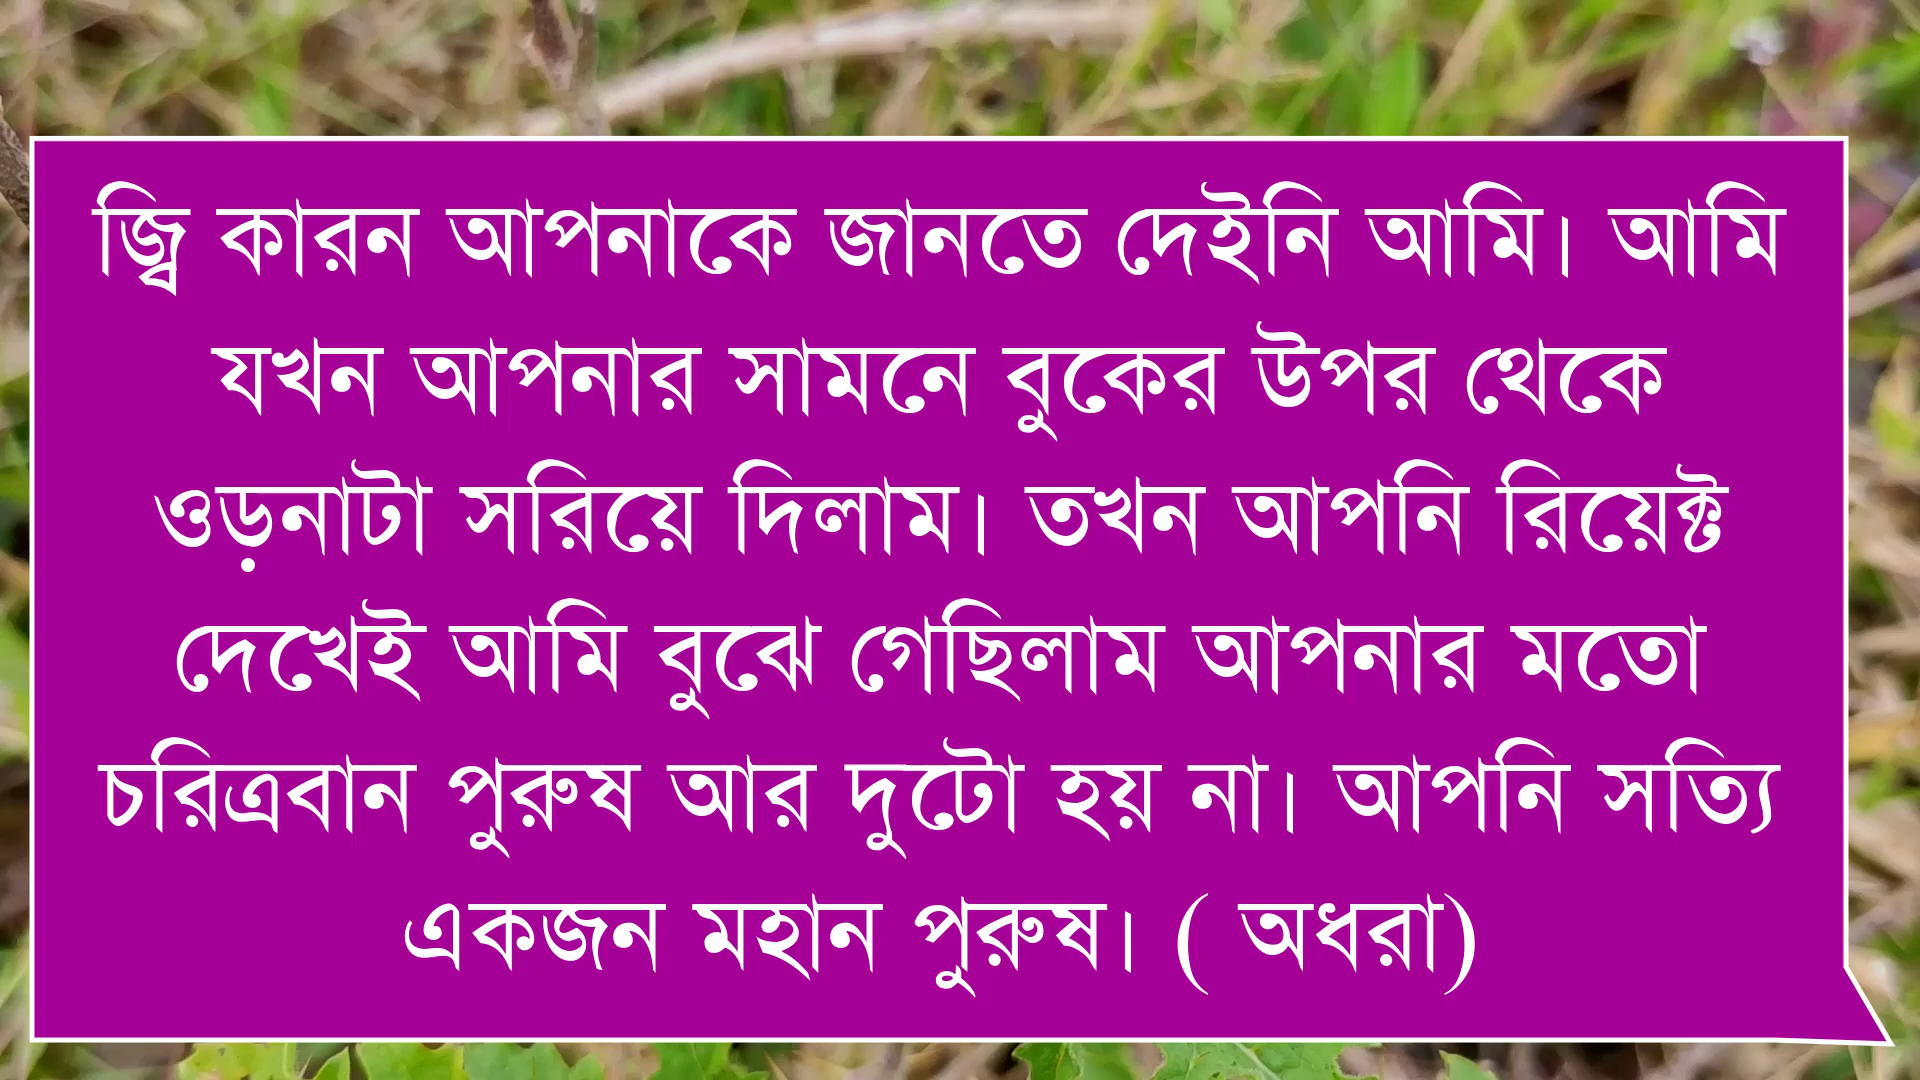 জ্বি কারন আপনাকে জানতে দেইনি আমি। আমি
যখন আপনার সামনে বুকের উপর থেকে
ওড়নাটা সরিয়ে দিলাম। তখন আপনি রিয়েক্ট
দেখেই আমি বুঝে গেছিলাম আপনার মতো
চরিত্রবান পুরুষ আর দুটো হয় না। আপনি সত্যি
একজন মহান পুরুষ। ( অধরা)